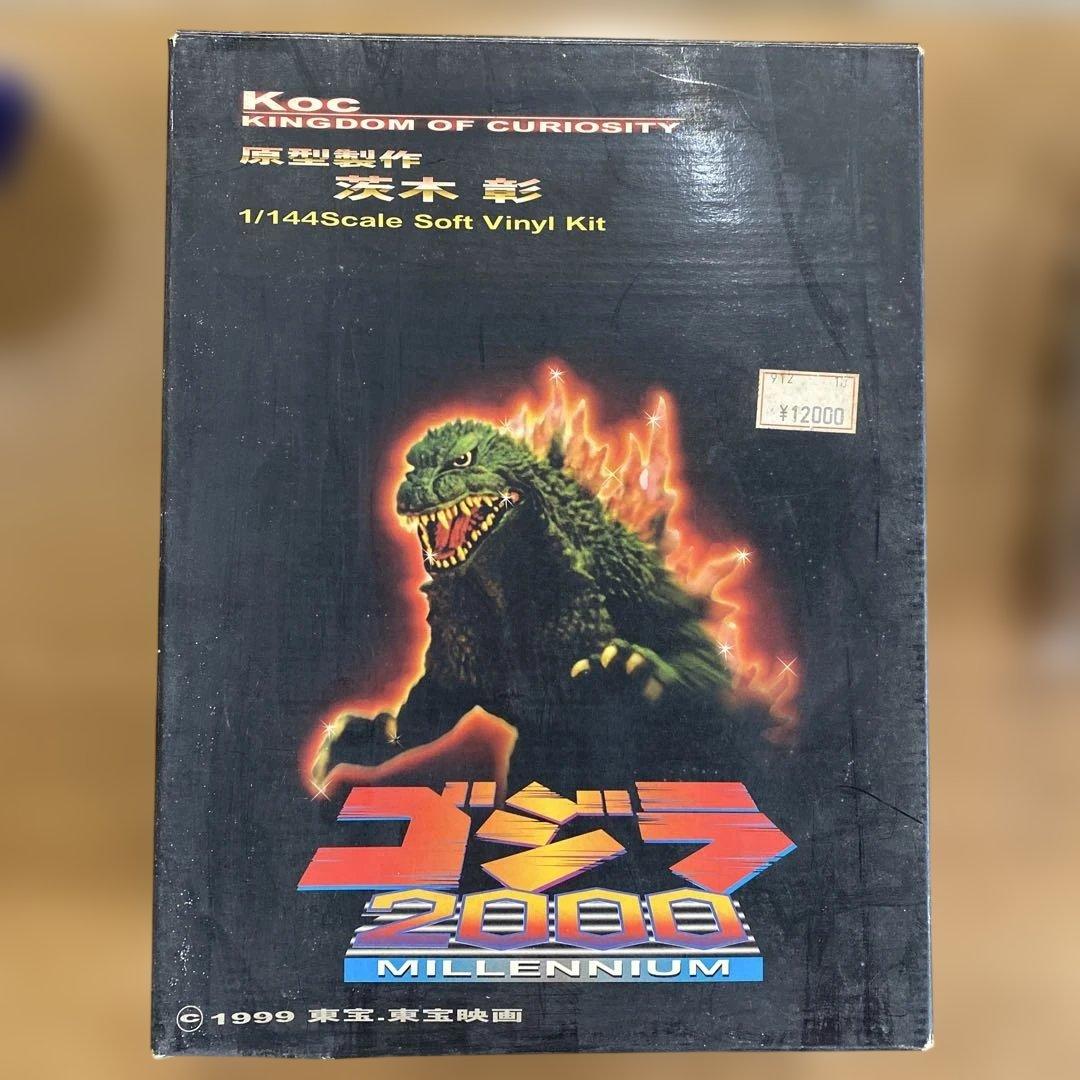 KOC
KINGDOM OF CURIOSITY
原型製作
茨木 彰
1/144Scale Soft Vinyl Kit
912
¥12000
ゴジラ
2000
MILLENNIUM
© 1999 東宝.東宝映画